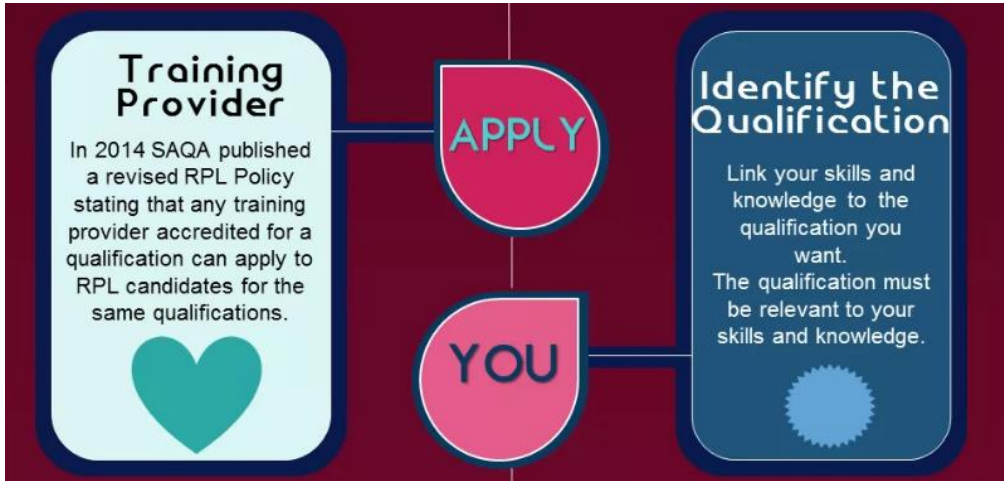 Training
Provider
In 2014 SAQA published
a revised RPL Policy
stating that any training
provider accredited for a
qualification can apply to
RPL candidates for the
same qualifications.
APPLY
YOU
Identify the
Qualification
Link your skills and
knowledge to the
qualification you
want.
The qualification must
be relevant to your
skills and knowledge.